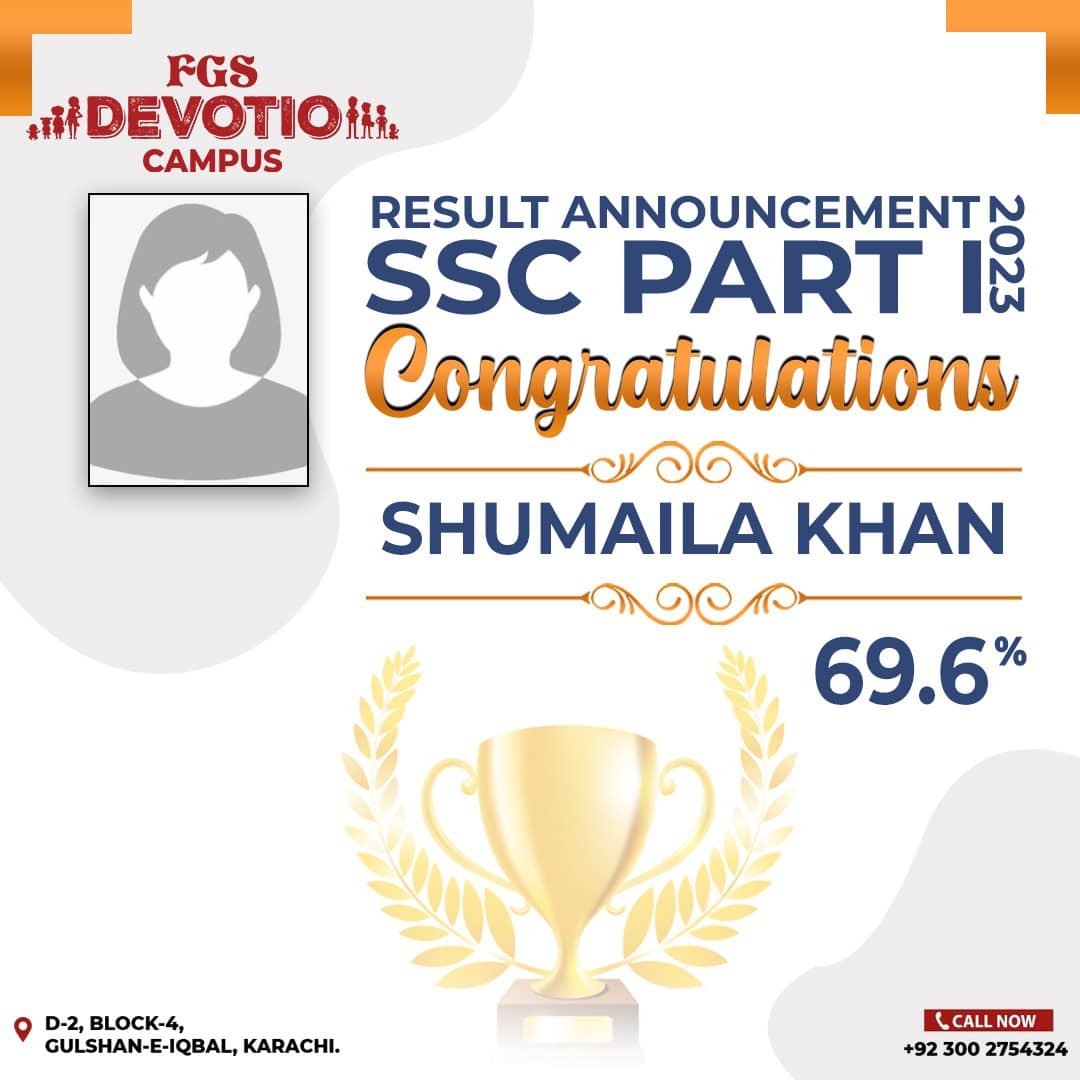 FGS
DEVOTIO
CAMPUS
RESULT ANNOUNCEMENT
2023
SSC PART I
Congratulations
SHUMAILA KHAN
69.6%
D-2, BLOCK-4,
GULSHAN-E-IQBAL, KARACHI.
CALL NOW
+92 300 2754324